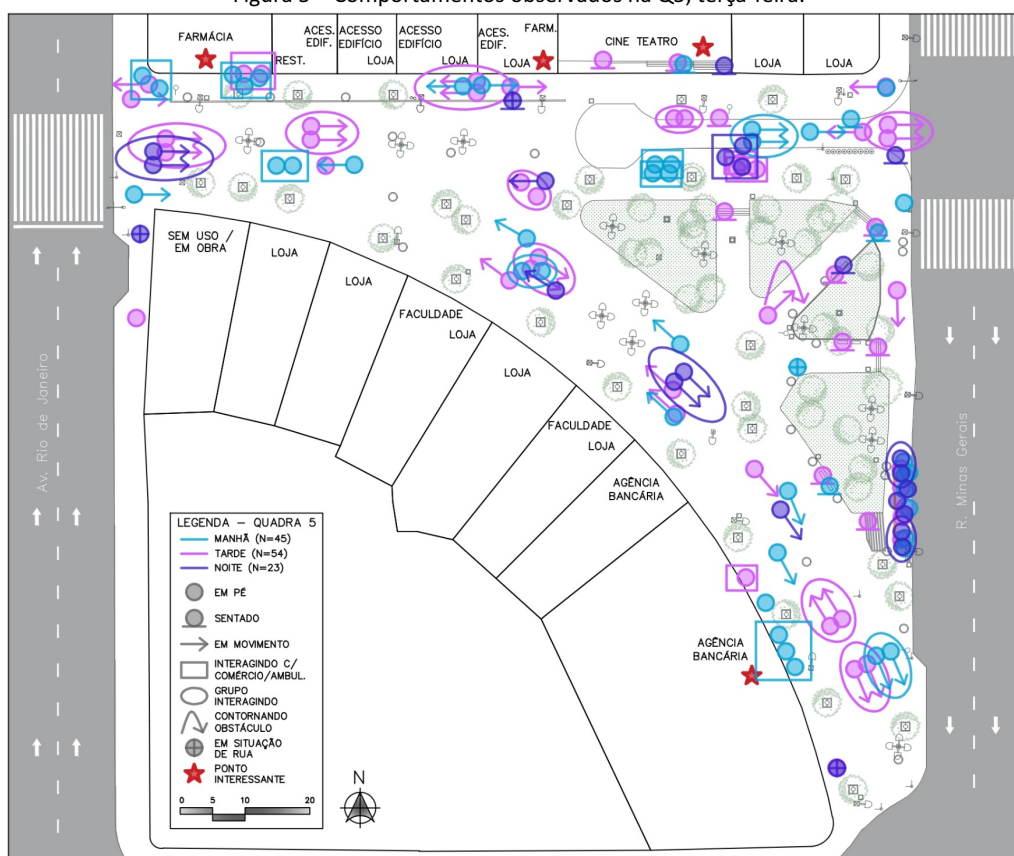 Figura 5 – Comportamentos observados na Q5, terça-feira.
FARMÁCIA
ACES.
EDIF.
REST.
ACESSO
EDIFÍCIO
LOJA
ACESSO
EDIFÍCIO
LOJA
ACES.
EDIF.
FARM.
LOJA
CINE TEATRO
LOJA
LOJA
SEM USO /
EM OBRA
LOJA
LOJA
FACULDADE
LOJA
LOJA
FACULDADE
LOJA
AGÊNCIA
BANCÁRIA
AGÊNCIA
BANCÁRIA
Av. Rio de Janeiro
R. Minas Gerais
LEGENDA – QUADRA 5
MANHÃ (N=45)
TARDE (N=54)
NOITE (N=23)
EM PÉ
SENTADO
EM MOVIMENTO
INTERAGINDO C/
COMÉRCIO/AMBUL.
GRUPO
INTERAGINDO
CONTORNANDO
OBSTÁCULO
EM SITUAÇÃO
DE RUA
PONTO
INTERESSANTE
0 5 10 20
N